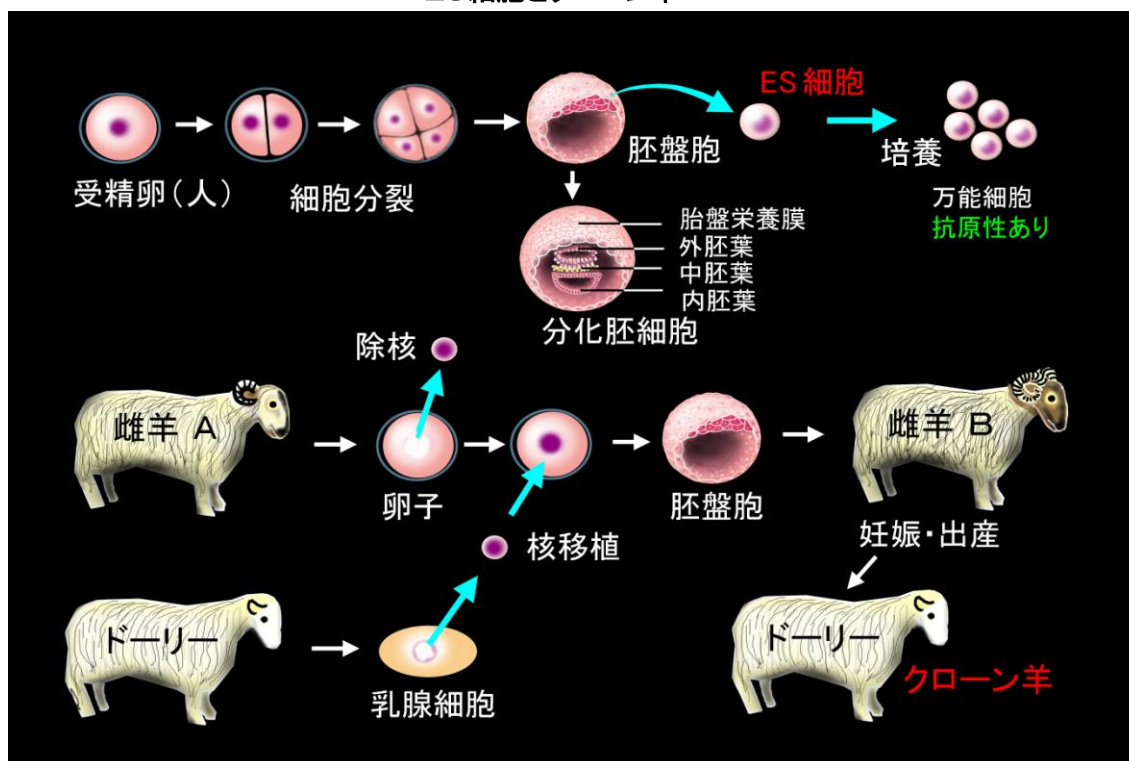 ES 細胞
受精卵(人)
細胞分裂
胚盤胞
培養
万能細胞
抗原性あり
胎盤栄養膜
外胚葉
中胚葉
内胚葉
分化胚細胞
除核
雌羊 A
卵子
核移植
胚盤胞
雌羊 B
妊娠・出産
ドーリー
乳腺細胞
ドーリー
クローン羊